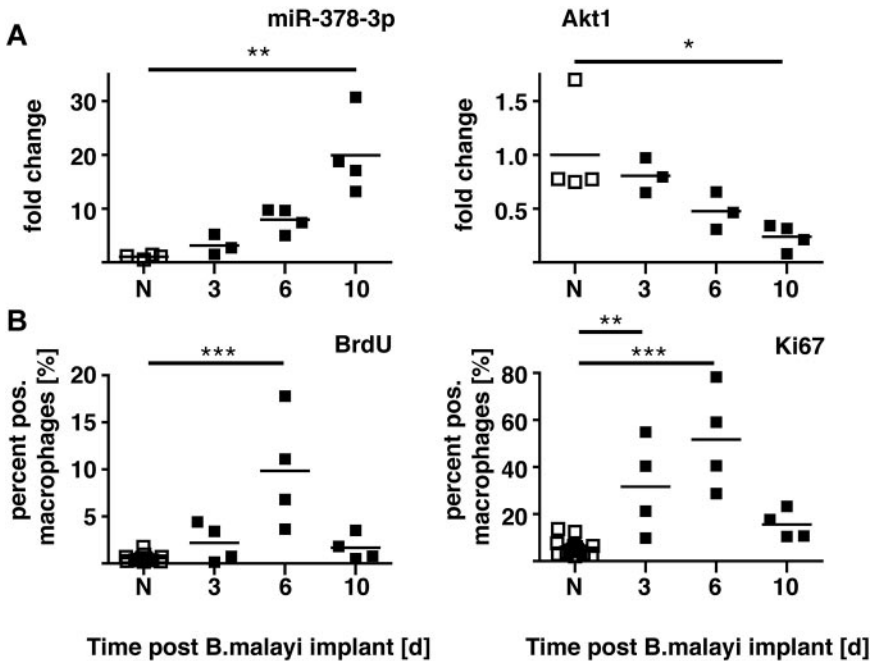 A
miR-378-3p
Akt1
**
*
fold change
30
20
10
N
3
6
10
fold change
1.5
1.0
0.5
N
3
6
10
B
BrdU
Ki67
***
**
***
percent pos.
macrophages [%]
20
15
10
5
N
3
6
10
percent pos.
macrophages [%]
80
60
40
20
N
3
6
10
Time post B.malayi implant [d]
Time post B.malayi implant [d]